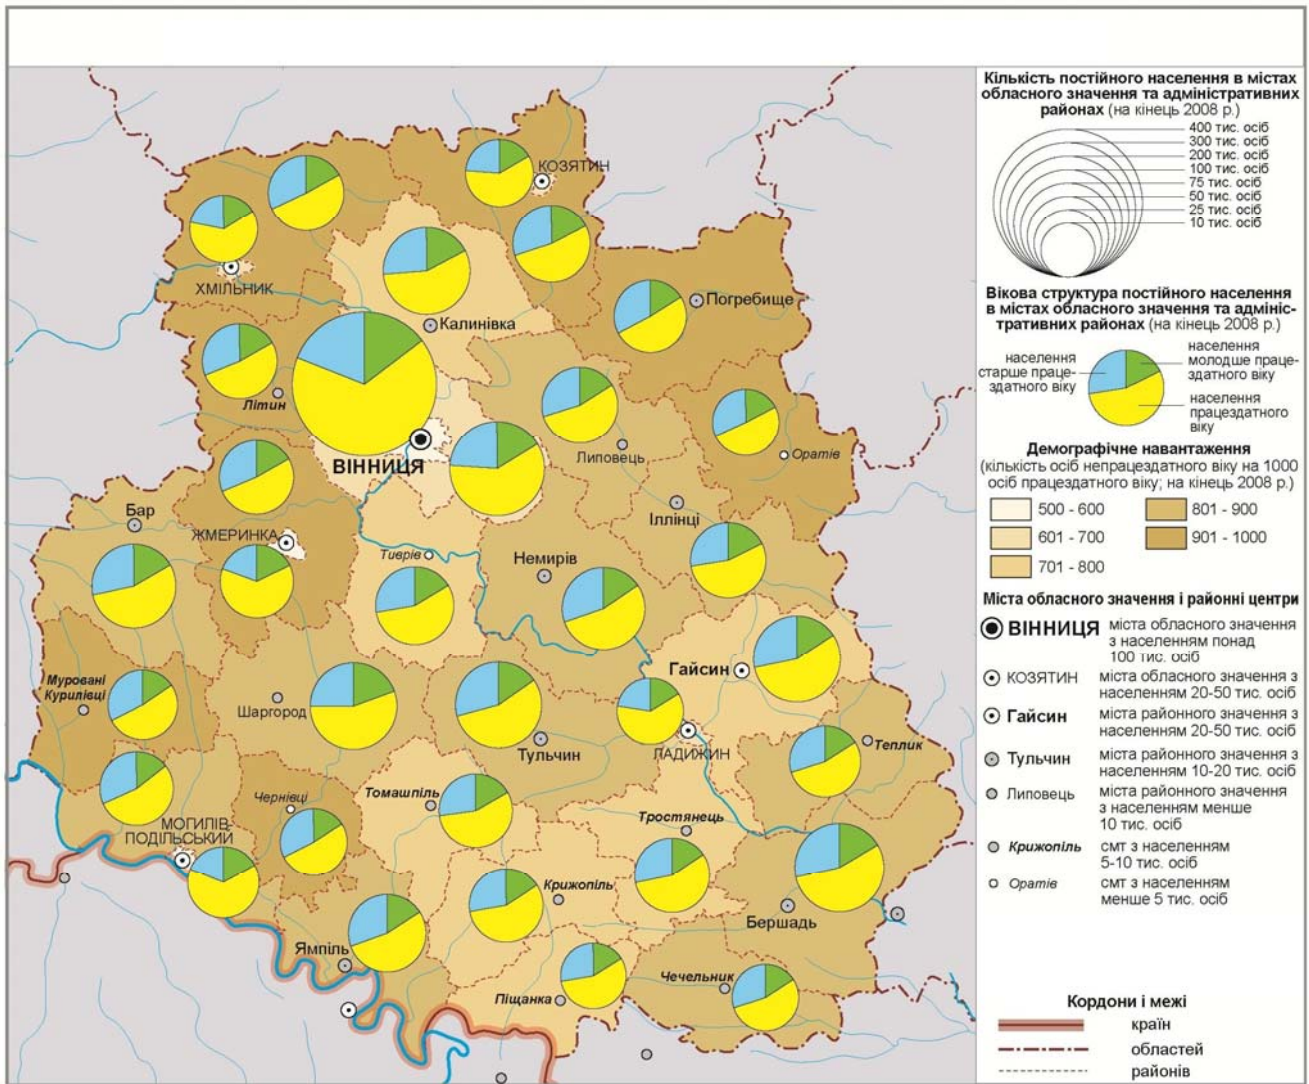 КОЗЯТИН
ХМІЛЬНИК
Погребище
Калинівка
Літин
ВІННИЦЯ
Липовець
Оратів
Іллінці
Бар
ЖМЕРИНКА
Тиврів
Немирів
Гайсин
Муровані
Курилівці
Шаргород
Тульчин
ЛАДИЖИН
Теплик
Чернівці
Томашпіль
Тростянець
МОГИЛІВ-
ПОДІЛЬСЬКИЙ
Крижопіль
Бершадь
Ямпіль
Чечельник
Піщанка
Кількість постійного населення в містах
обласного значення та адміністративних
районах (на кінець 2008 р.)
400 тис. осіб
300 тис. осіб
200 тис. осіб
100 тис. осіб
75 тис. осіб
50 тис. осіб
25 тис. осіб
10 тис. осіб
Вікова структура постійного населення
в містах обласного значення та адмініс-
тративних районах (на кінець 2008 р.)
населення
старше праце-
здатного віку
населення
молодше праце-
здатного віку
населення
працездатного
віку
Демографічне навантаження
(кількість осіб непрацездатного віку на 1000
осіб працездатного віку; на кінець 2008 р.)
500 - 600
601 - 700
701 - 800
801 - 900
901 - 1000
Міста обласного значення і районні центри
ВІННИЦЯ
міста обласного значення
з населенням понад
100 тис. осіб
КОЗЯТИН
міста обласного значення з
населенням 20-50 тис. осіб
Гайсин
міста районного значення з
населенням 20-50 тис. осіб
Тульчин
міста районного значення з
населенням 10-20 тис. осіб
Липовець
міста районного значення
з населенням менше
10 тис. осіб
Крижопіль
смт з населенням
5-10 тис. осіб
Оратів
смт з населенням
менше 5 тис. осіб
Кордони і межі
країн
областей
районів